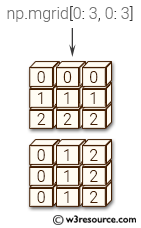 np.mgrid[0: 3, 0: 3]
0 0 0
1 1 1
2 2 2
0 1 2
0 1 2
0 1 2
© w3resource.com